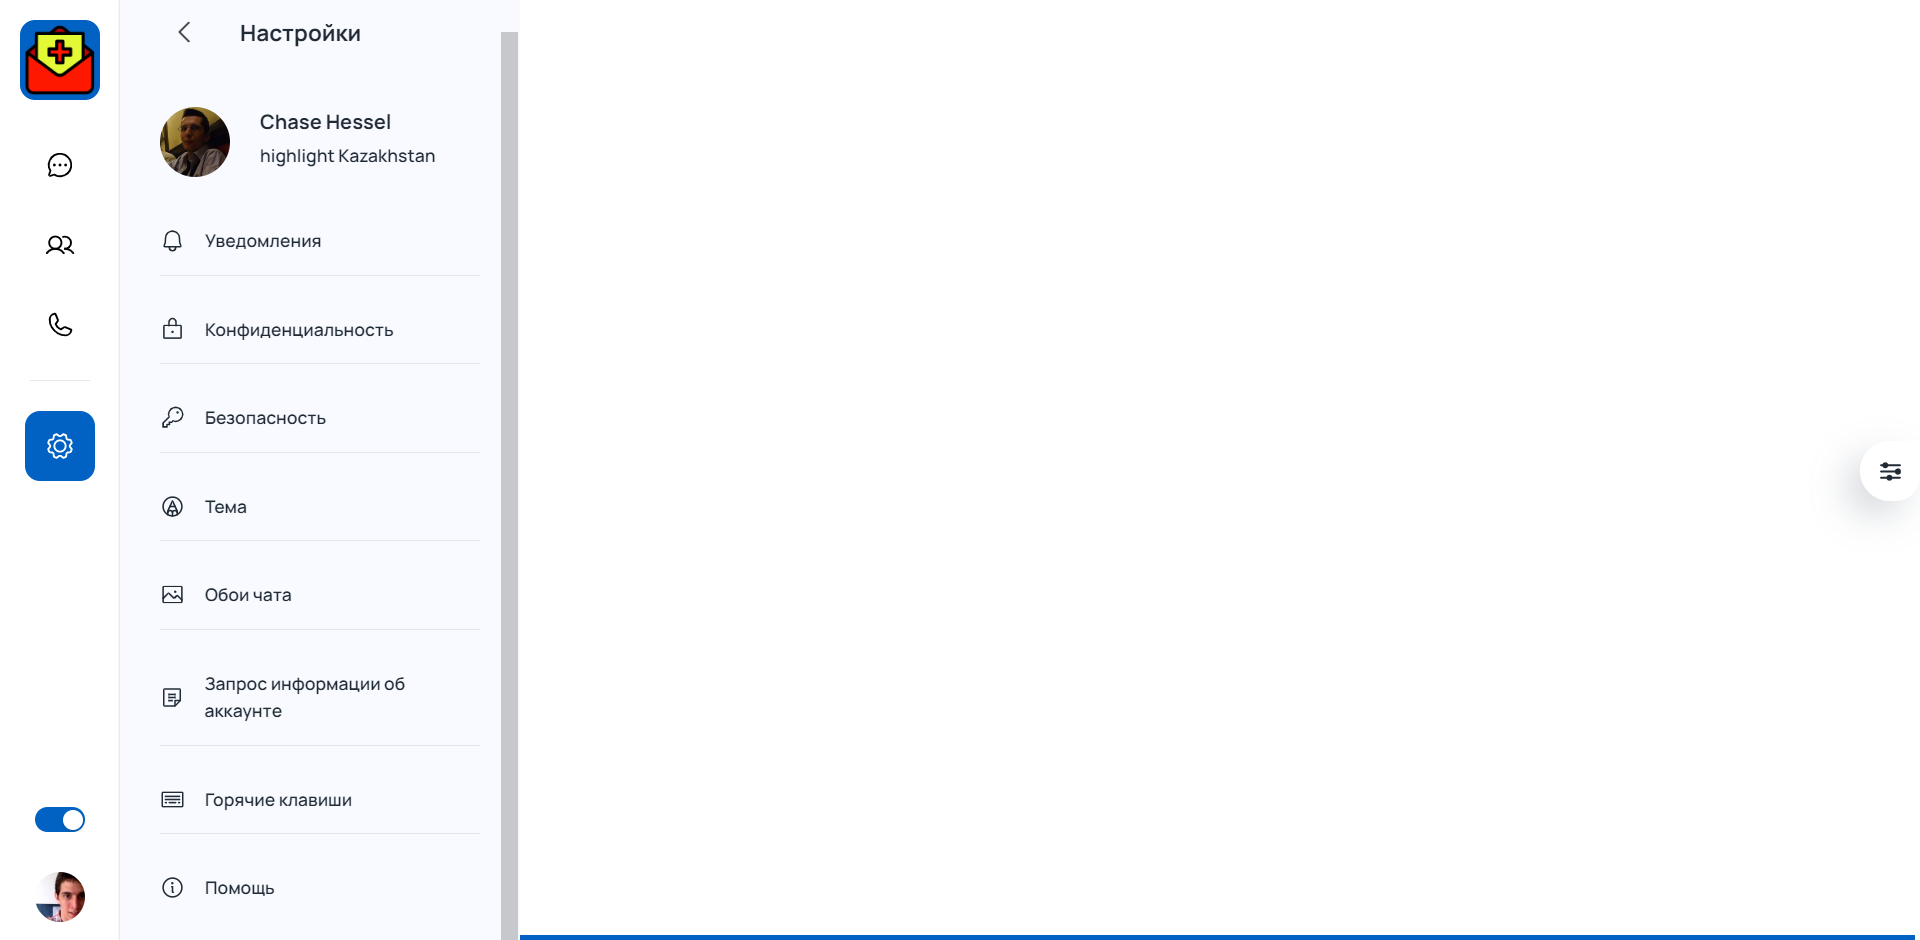 Настройки
Chase Hessel
highlight Kazakhstan
Уведомления
Конфиденциальность
Безопасность
Тема
Обои чата
Запрос информации об
аккаунте
Горячие клавиши
Помощь